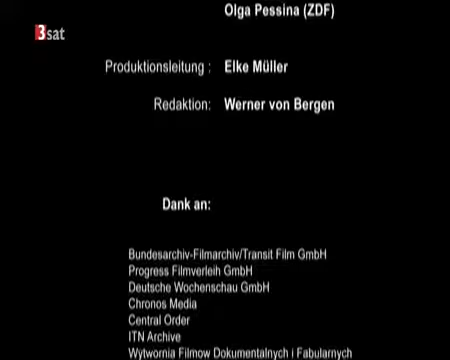 Olga Pessina (ZDF)
3sat
Produktionsleitung : Elke Müller
Redaktion: Werner von Bergen
Dank an:
Bundesarchiv-Filmarchiv/Transit Film GmbH
Progress Filmverleih GmbH
Deutsche Wochenschau GmbH
Chronos Media
Central Order
ITN Archive
Wytwornia Filmow Dokumentalnych i Fabularnych